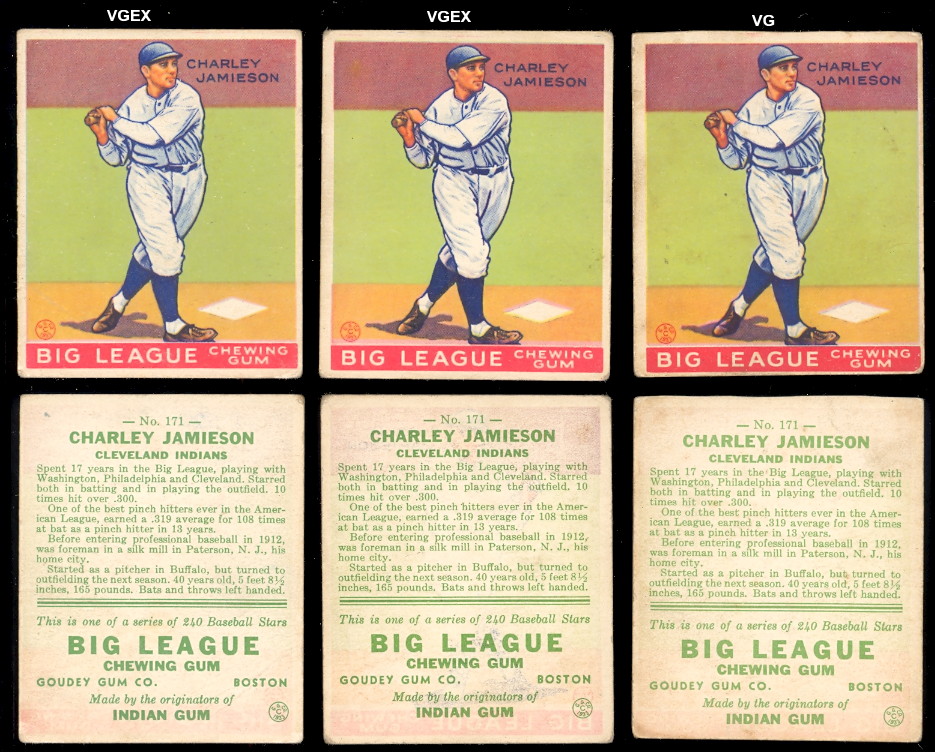 VGEX
CHARLEY
JAMIESON
BIG LEAGUE CHEWING GUM
VGEX
CHARLEY
JAMIESON
BIG LEAGUE CHEWING GUM
VG
CHARLEY
JAMIESON
BIG LEAGUE CHEWING GUM
— No. 171 —
CHARLEY JAMIESON
CLEVELAND INDIANS
Spent 17 years in the Big League, playing with
Washington, Philadelphia and Cleveland. Starred
both in batting and in playing the outfield. 10
times hit over .300.
One of the best pinch hitters ever in the Amer-
ican League, earned a .319 average for 108 times
at bat as a pinch hitter in 13 years.
Before entering professional baseball in 1912,
was foreman in a silk mill in Paterson, N. J., his
home city.
Started as a pitcher in Buffalo, but turned to
outfielding the next season. 40 years old, 5 feet 8½
inches, 165 pounds. Bats and throws left handed.
This is one of a series of 240 Baseball Stars
BIG LEAGUE
CHEWING GUM
GOUDEY GUM CO. BOSTON
Made by the originators of
INDIAN GUM
— No. 171 —
CHARLEY JAMIESON
CLEVELAND INDIANS
Spent 17 years in the Big League, playing with
Washington, Philadelphia and Cleveland. Starred
both in batting and in playing the outfield. 10
times hit over .300.
One of the best pinch hitters ever in the Amer-
ican League, earned a .319 average for 108 times
at bat as a pinch hitter in 13 years.
Before entering professional baseball in 1912,
was foreman in a silk mill in Paterson, N. J., his
home city.
Started as a pitcher in Buffalo, but turned to
outfielding the next season. 40 years old, 5 feet 8½
inches, 165 pounds. Bats and throws left handed.
This is one of a series of 240 Baseball Stars
BIG LEAGUE
CHEWING GUM
GOUDEY GUM CO. BOSTON
Made by the originators of
INDIAN GUM
— No. 171 —
CHARLEY JAMIESON
CLEVELAND INDIANS
Spent 17 years in the Big League, playing with
Washington, Philadelphia and Cleveland. Starred
both in batting and in playing the outfield. 10
times hit over .300.
One of the best pinch hitters ever in the Amer-
ican League, earned a .319 average for 108 times
at bat as a pinch hitter in 13 years.
Before entering professional baseball in 1912,
was foreman in a silk mill in Paterson, N. J., his
home city.
Started as a pitcher in Buffalo, but turned to
outfielding the next season. 40 years old, 5 feet 8½
inches, 165 pounds. Bats and throws left handed.
This is one of a series of 240 Baseball Stars
BIG LEAGUE
CHEWING GUM
GOUDEY GUM CO. BOSTON
Made by the originators of
INDIAN GUM